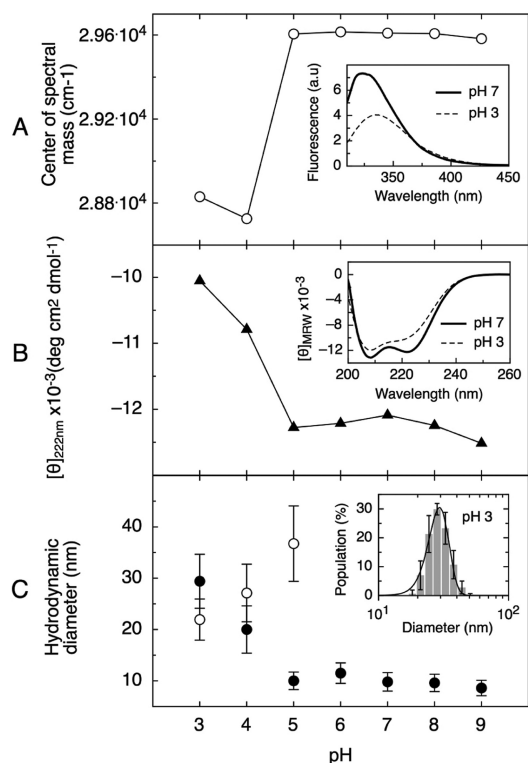 A
Center of spectral
mass (cm-1)
2.96·10⁴
2.92·10⁴
2.88·10⁴
Fluorescence (a.u)
6
4
2
0
pH 7
pH 3
350
400
450
Wavelength (nm)
B
[θ]222nm x10-3(deg cm2 dmol-1)
−10
−11
−12
[θ]MRW x10-3
0
−4
−8
−12
pH 7
pH 3
200
220
240
260
Wavelength (nm)
C
Hydrodynamic
diameter (nm)
40
30
20
10
Population (%)
30
20
10
0
pH 3
10¹
10²
Diameter (nm)
3 4 5 6 7 8 9
pH